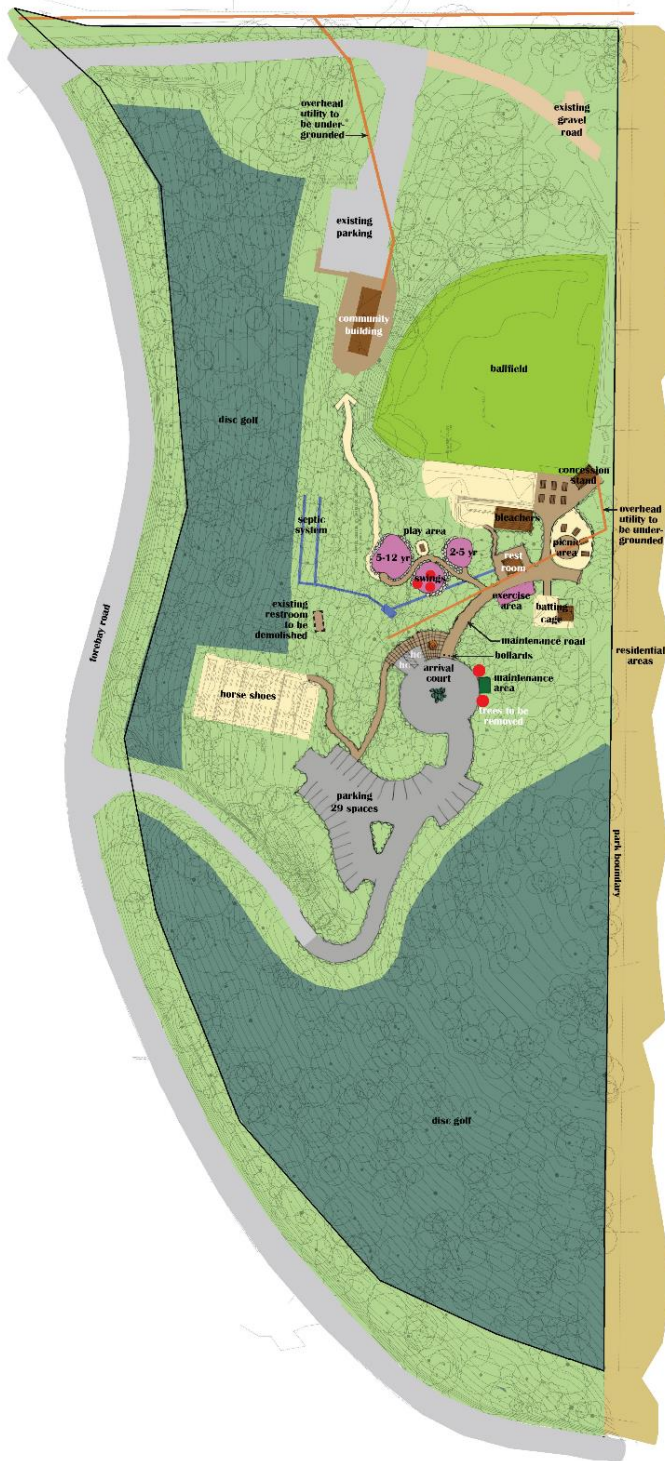 overhead
utility to
be under-
grounded
existing
gravel
road
existing
parking
community
building
ballfield
disc golf
concession
stand
bleachers
overhead
utility to
be under-
grounded
septic
system
play area
5-12 yr
2-5 yr
picnic
area
rest
room
swings
exercise
area
batting
cage
existing
restroom
to be
demolished
maintenance road
bollards
residential
areas
forebay road
arrival
court
maintenance
area
horse shoes
trees to be
removed
parking
29 spaces
park boundary
disc golf